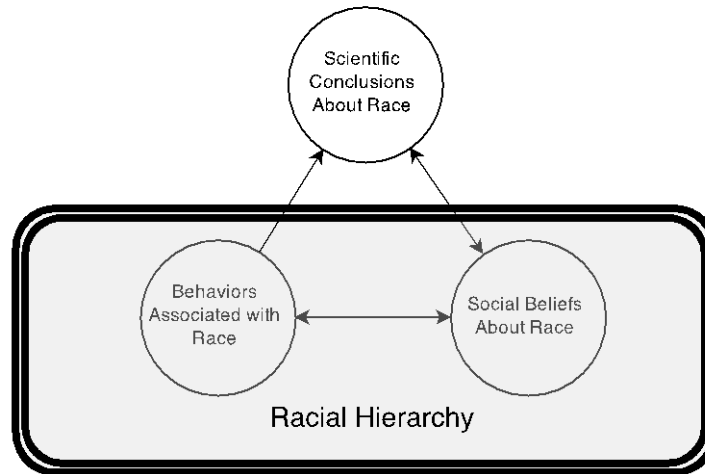 Scientific
Conclusions
About Race
Behaviors
Associated with
Race
Social Beliefs
About Race
Racial Hierarchy